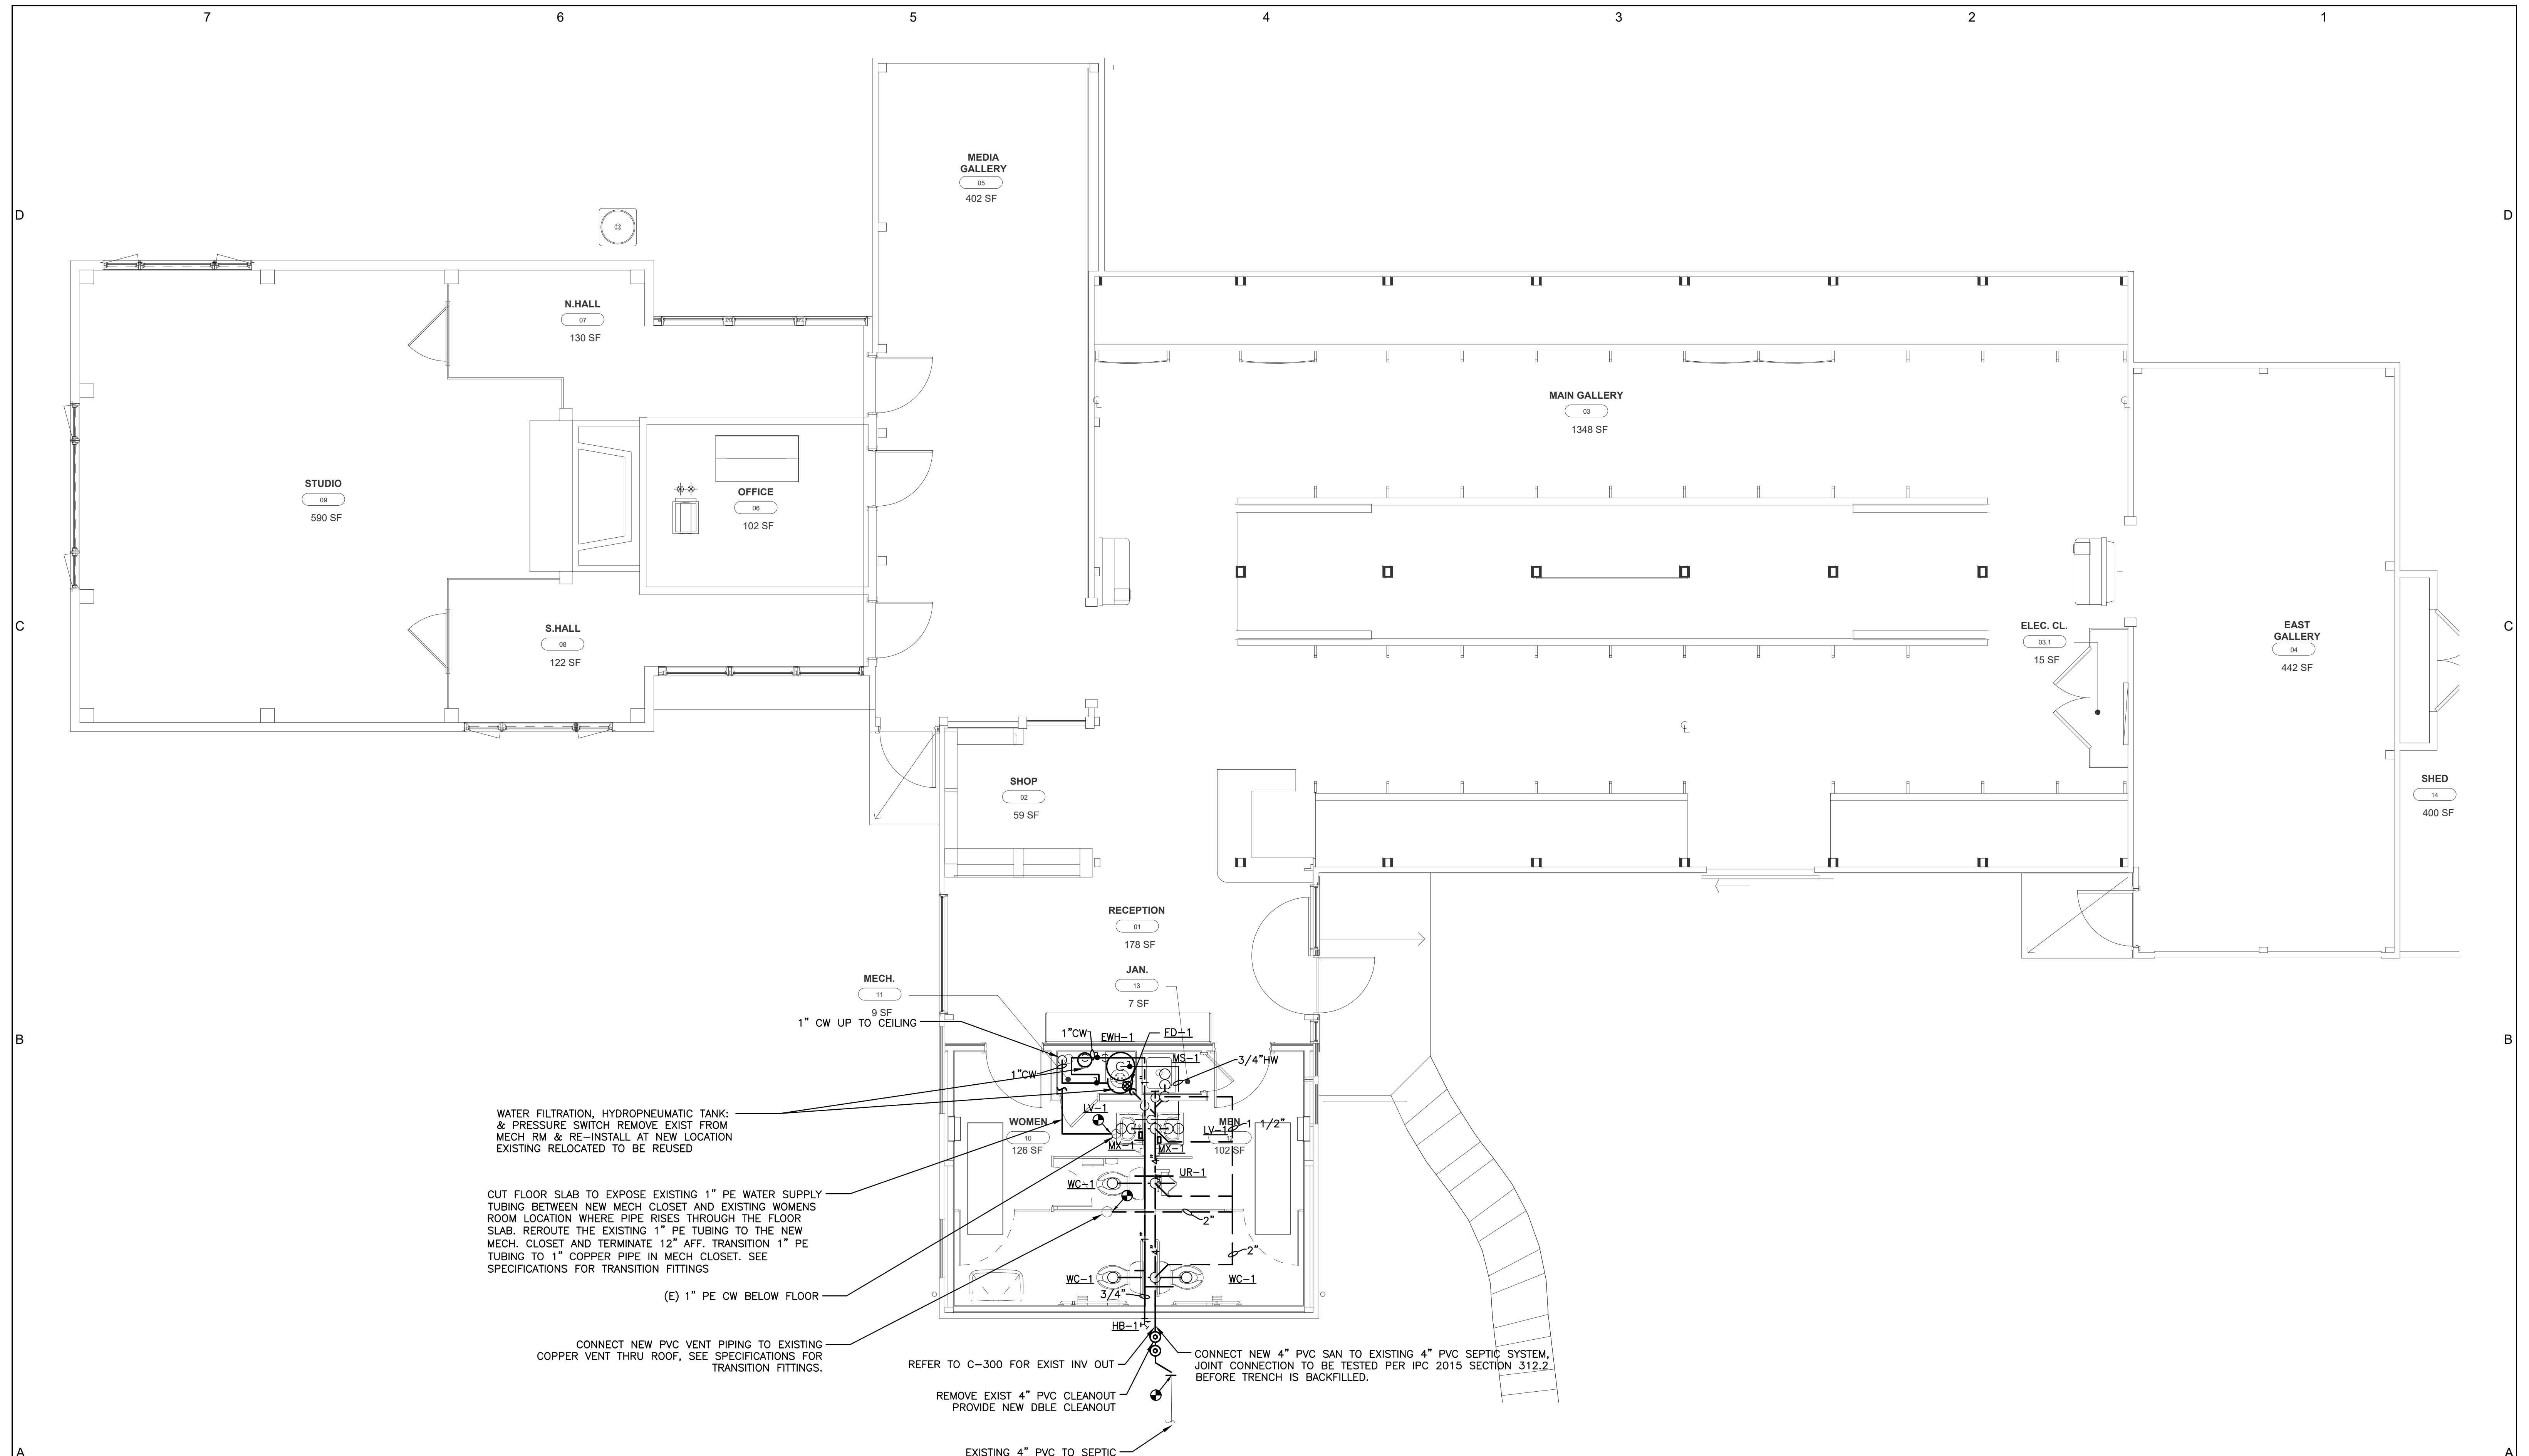 7 6 5 4 3 2 1
D
D
MEDIA
GALLERY
05
402 SF
N.HALL
07
130 SF
MAIN GALLERY
03
1348 SF
STUDIO
09
590 SF
OFFICE
06
102 SF
C
C
S.HALL
08
122 SF
ELEC. CL.
03.1
15 SF
EAST
GALLERY
04
442 SF
SHOP
02
59 SF
SHED
14
400 SF
RECEPTION
01
178 SF
MECH.
11
9 SF
JAN.
13
7 SF
B
B
1" CW UP TO CEILING
1"CW
EWH-1
FD-1
MS-1
3/4"HW
1"CW
1"
LV-1
WOMEN
10
126 SF
MEN
102 SF
LV-1
1 1/2"
MX-1
MX-1
4"
UR-1
WC-1
2"
1"
4"
2"
WC-1
WC-1
3/4"
HB-1
WATER FILTRATION, HYDROPNEUMATIC TANK:
& PRESSURE SWITCH REMOVE EXIST FROM
MECH RM & RE-INSTALL AT NEW LOCATION
EXISTING RELOCATED TO BE REUSED
CUT FLOOR SLAB TO EXPOSE EXISTING 1" PE WATER SUPPLY
TUBING BETWEEN NEW MECH CLOSET AND EXISTING WOMENS
ROOM LOCATION WHERE PIPE RISES THROUGH THE FLOOR
SLAB. REROUTE THE EXISTING 1" PE TUBING TO THE NEW
MECH. CLOSET AND TERMINATE 12" AFF. TRANSITION 1" PE
TUBING TO 1" COPPER PIPE IN MECH CLOSET. SEE
SPECIFICATIONS FOR TRANSITION FITTINGS
(E) 1" PE CW BELOW FLOOR
CONNECT NEW PVC VENT PIPING TO EXISTING
COPPER VENT THRU ROOF, SEE SPECIFICATIONS FOR
TRANSITION FITTINGS.
REFER TO C-300 FOR EXIST INV OUT
CONNECT NEW 4" PVC SAN TO EXISTING 4" PVC SEPTIC SYSTEM,
JOINT CONNECTION TO BE TESTED PER IPC 2015 SECTION 312.2
BEFORE TRENCH IS BACKFILLED.
REMOVE EXIST 4" PVC CLEANOUT
PROVIDE NEW DBLE CLEANOUT
EXISTING 4" PVC TO SEPTIC
A
A